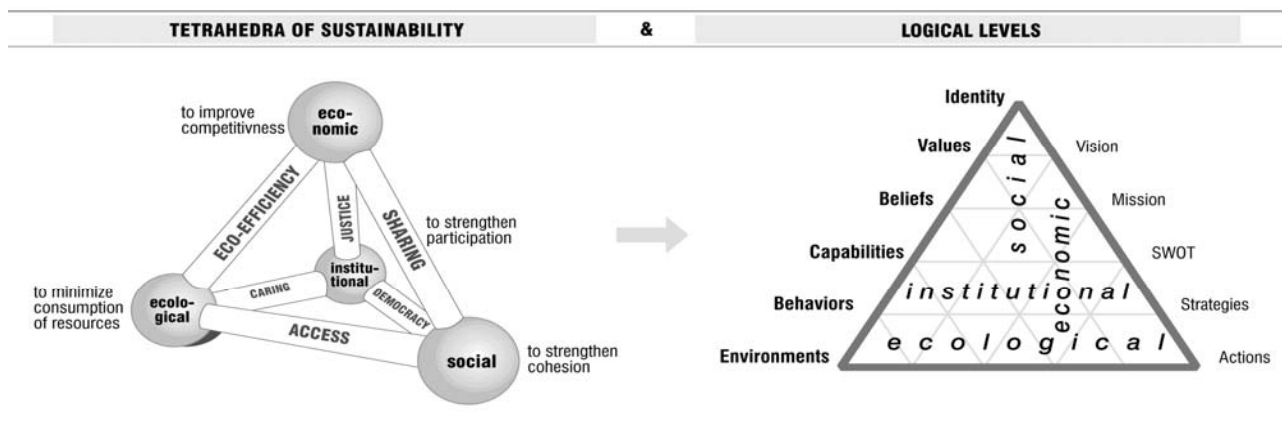 TETRAHEDRA OF SUSTAINABILITY & LOGICAL LEVELS
eco-
nomic
to improve
competitivness
ECO-EFFICIENCY
JUSTICE
SHARING
to strengthen
participation
institu-
tional
CARING
DEMOCRACY
ecolo-
gical
to minimize
consumption
of resources
ACCESS
social
to strengthen
cohesion
Identity
Values
Vision
Beliefs
Mission
Capabilities
SWOT
Behaviors
Strategies
Environments
Actions
social
economic
institutional
ecological